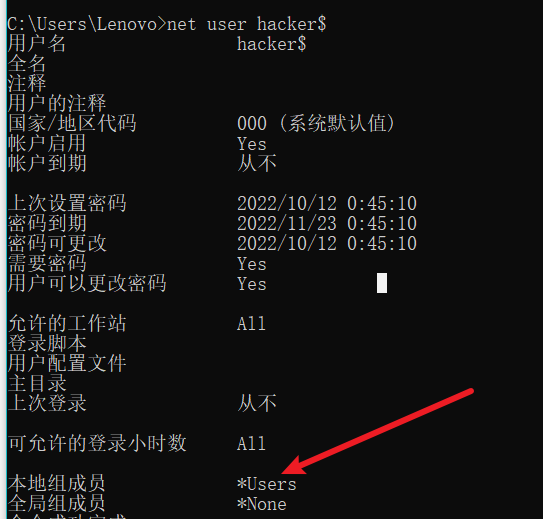 C:\Users\Lenovo>net user hacker$
用户名 hacker$
全名
注释
用户的注释
国家/地区代码 000 (系统默认值)
帐户启用 Yes
帐户到期 从不
上次设置密码 2022/10/12 0:45:10
密码到期 2022/11/23 0:45:10
密码可更改 2022/10/12 0:45:10
需要密码 Yes
用户可以更改密码 Yes
允许的工作站 All
登录脚本
用户配置文件
主目录
上次登录 从不
可允许的登录小时数 All
本地组成员 *Users
全局组成员 *None